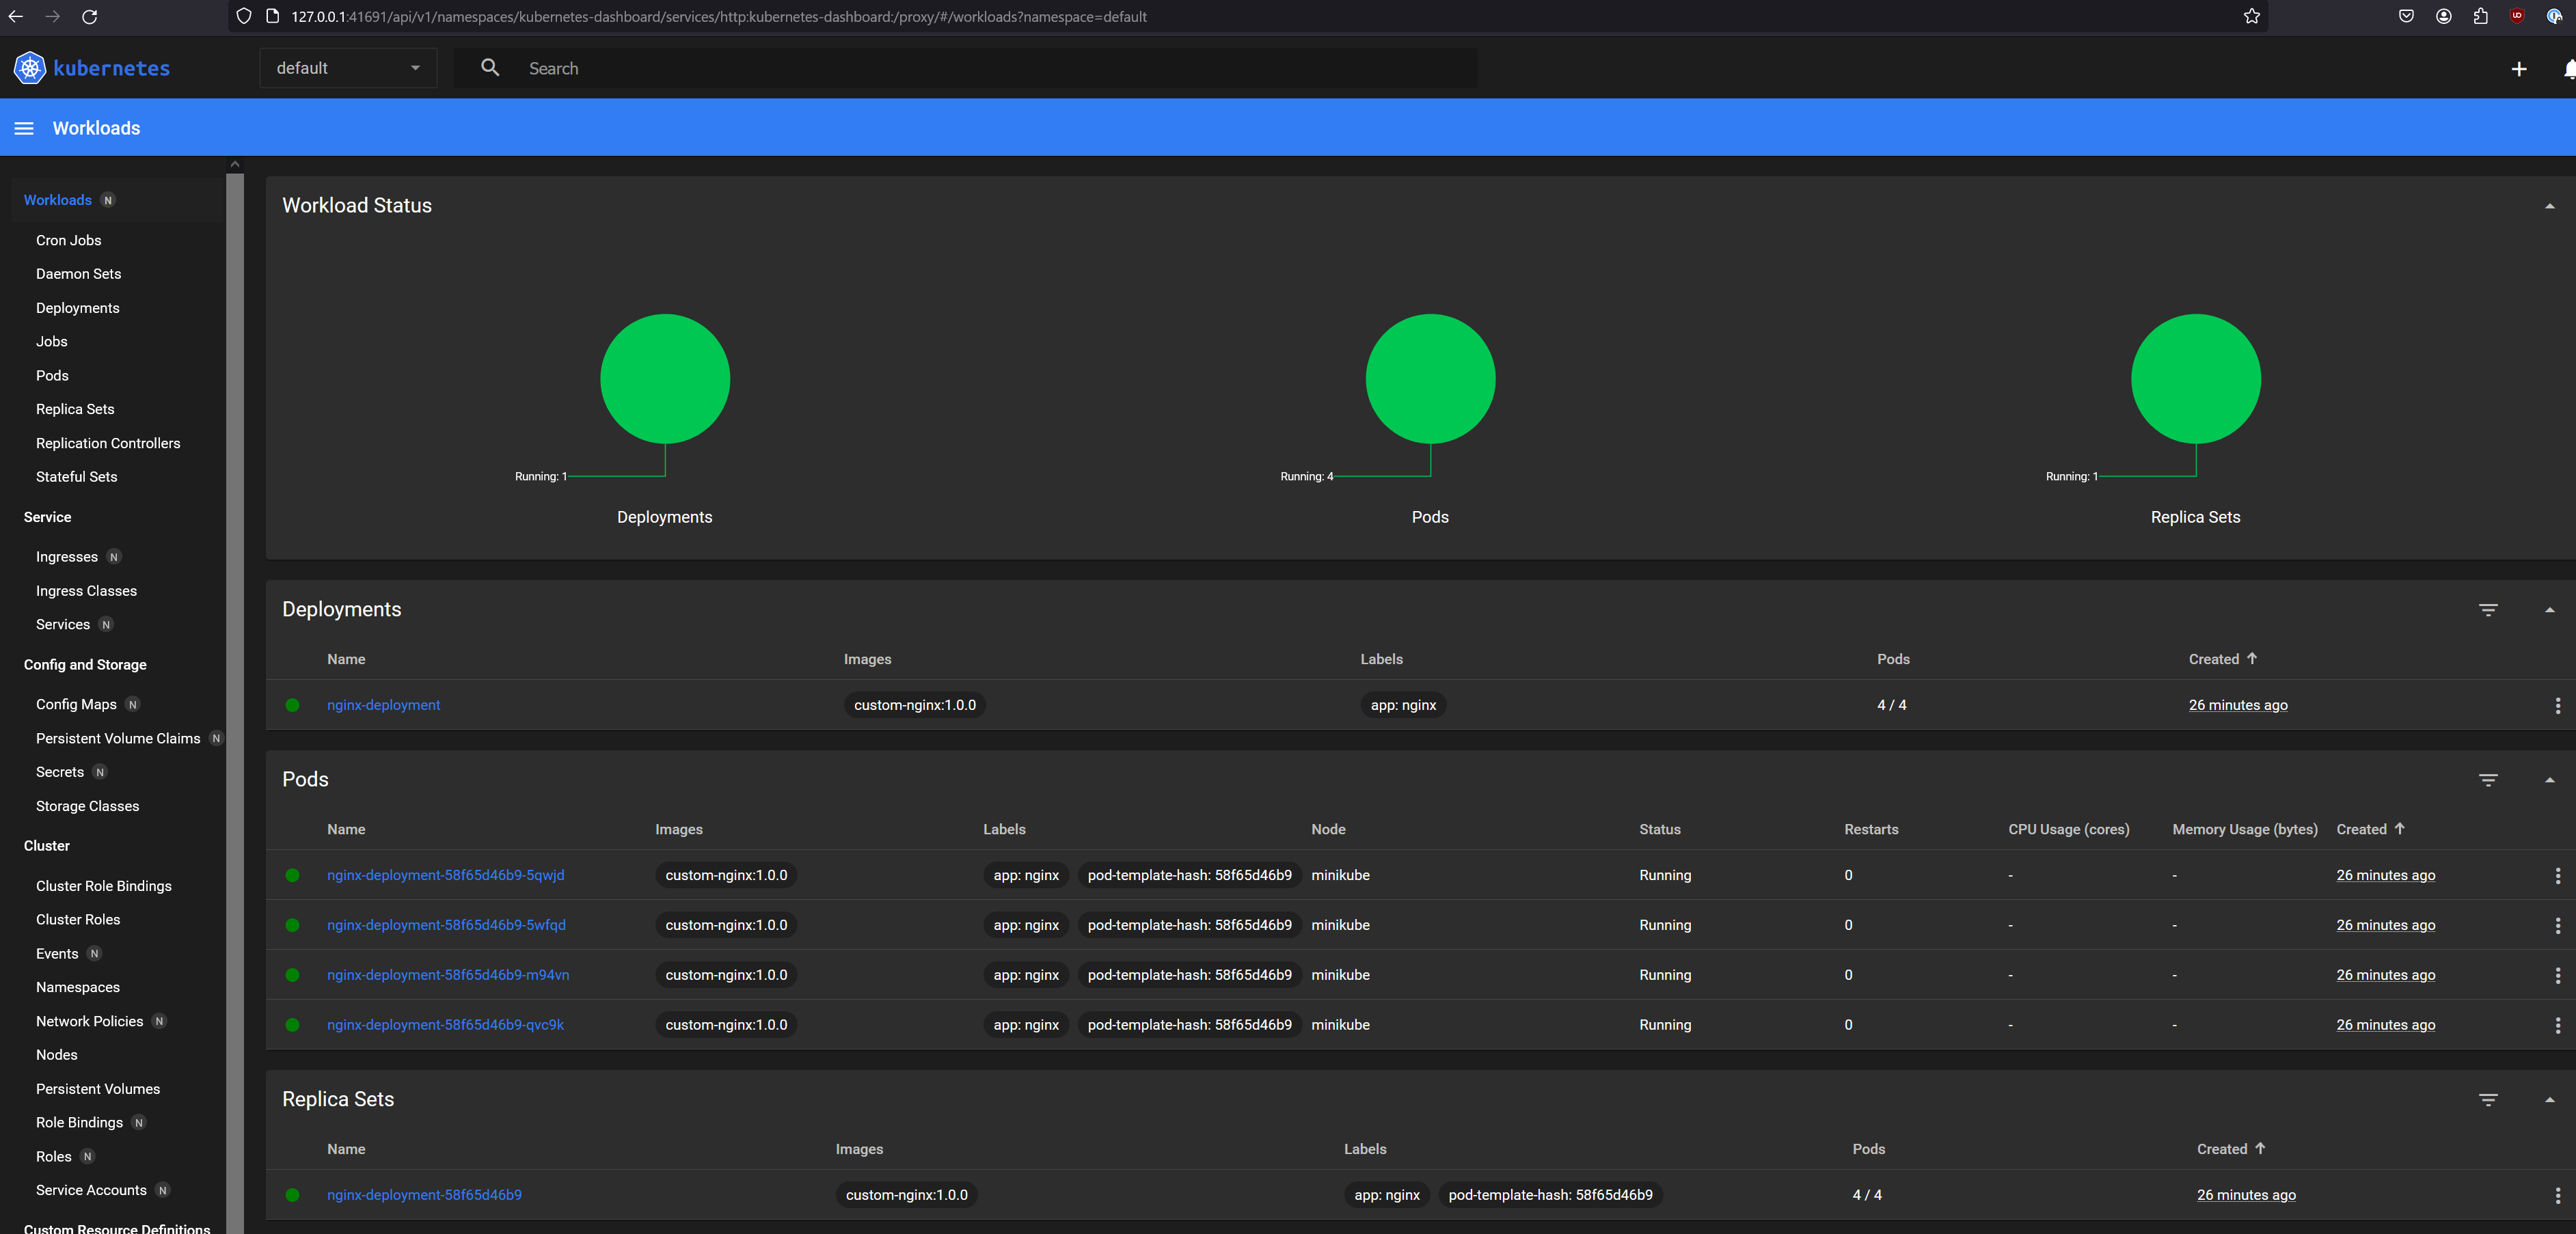 127.0.0.1:41691/api/v1/namespaces/kubernetes-dashboard/services/http:kubernetes-dashboard:/proxy/#/workloads?namespace=default
kubernetes
default
Search
Workloads
Workloads N
Cron Jobs
Daemon Sets
Deployments
Jobs
Pods
Replica Sets
Replication Controllers
Stateful Sets
Service
Ingresses N
Ingress Classes
Services N
Config and Storage
Config Maps N
Persistent Volume Claims N
Secrets N
Storage Classes
Cluster
Cluster Role Bindings
Cluster Roles
Events N
Namespaces
Network Policies N
Nodes
Persistent Volumes
Role Bindings N
Roles N
Service Accounts N
Custom Resource Definitions
Workload Status
Running: 1
Deployments
Running: 4
Pods
Running: 1
Replica Sets
Deployments
Name Images Labels Pods Created
nginx-deployment custom-nginx:1.0.0 app: nginx 4 / 4 26 minutes ago
Pods
Name Images Labels Node Status Restarts CPU Usage (cores) Memory Usage (bytes) Created
nginx-deployment-58f65d46b9-5qwjd custom-nginx:1.0.0 app: nginx pod-template-hash: 58f65d46b9 minikube Running 0 - - 26 minutes ago
nginx-deployment-58f65d46b9-5wfqd custom-nginx:1.0.0 app: nginx pod-template-hash: 58f65d46b9 minikube Running 0 - - 26 minutes ago
nginx-deployment-58f65d46b9-m94vn custom-nginx:1.0.0 app: nginx pod-template-hash: 58f65d46b9 minikube Running 0 - - 26 minutes ago
nginx-deployment-58f65d46b9-qvc9k custom-nginx:1.0.0 app: nginx pod-template-hash: 58f65d46b9 minikube Running 0 - - 26 minutes ago
Replica Sets
Name Images Labels Pods Created
nginx-deployment-58f65d46b9 custom-nginx:1.0.0 app: nginx pod-template-hash: 58f65d46b9 4 / 4 26 minutes ago